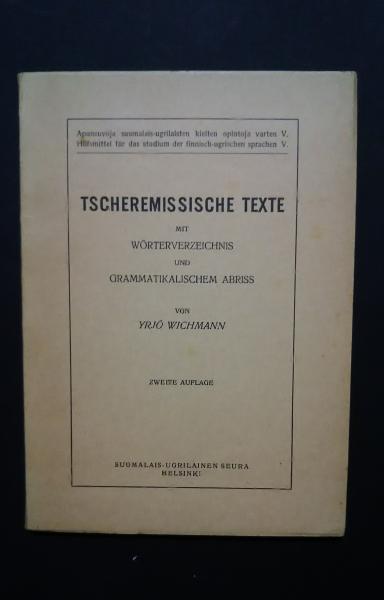 Apuneuvoja suomalais-ugrilaisten kielten opintoja varten V.
Hilfsmittel für das studium der finnisch-ugrischen sprachen V.
TSCHEREMISSISCHE TEXTE
MIT
WÖRTERVERZEICHNIS
UND
GRAMMATIKALISCHEM ABRISS
VON
YRJÖ WICHMANN
ZWEITE AUFLAGE
SUOMALAIS-UGRILAINEN SEURA
HELSINKI